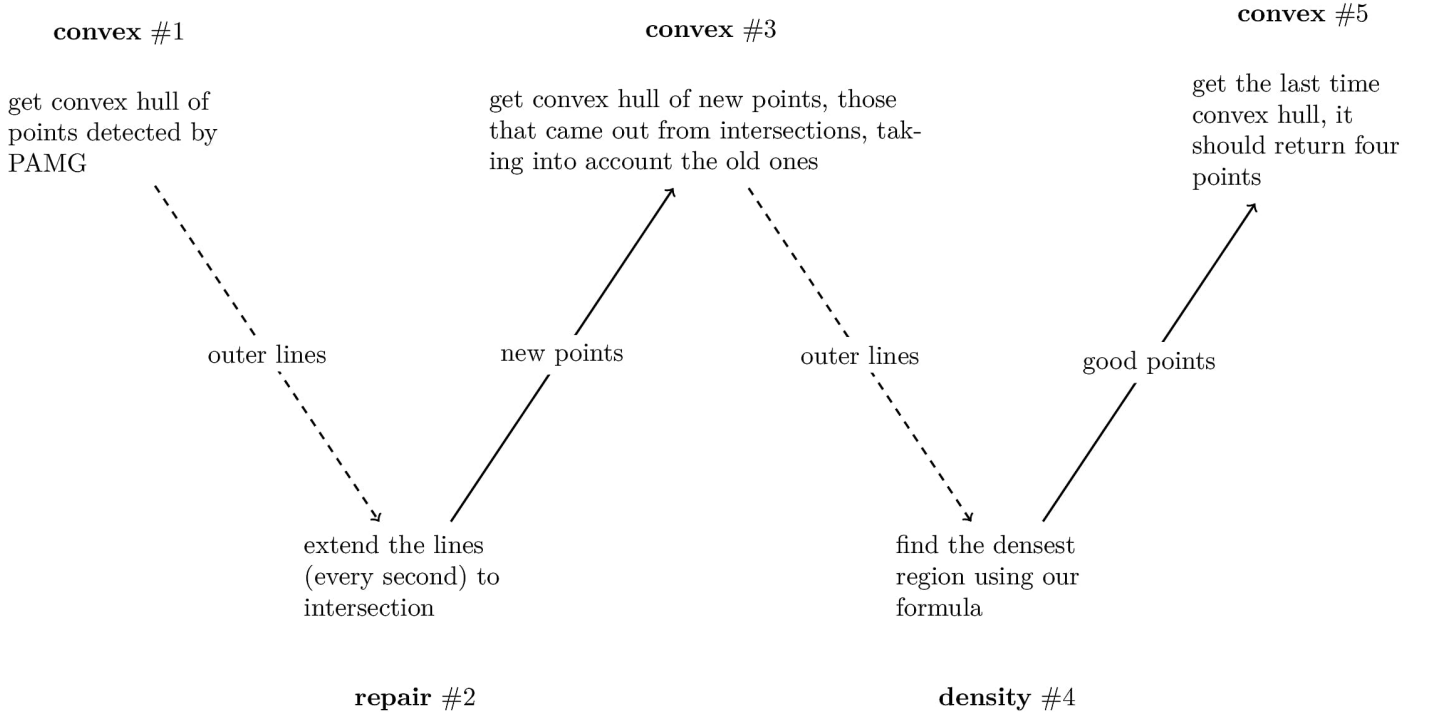 convex #1
get convex hull of
points detected by
PAMG
outer lines
extend the lines
(every second) to
intersection
repair #2
new points
convex #3
get convex hull of new points, those
that came out from intersections, tak-
ing into account the old ones
outer lines
find the densest
region using our
formula
density #4
good points
convex #5
get the last time
convex hull, it
should return four
points